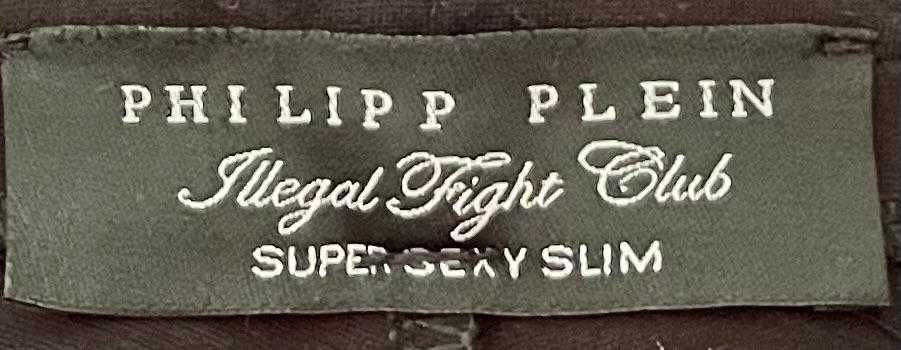 PHILIPP PLEIN
Illegal Fight Club
SUPER SEXY SLIM